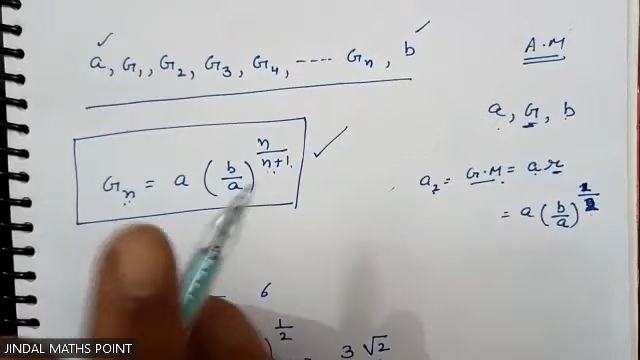 a, G₁, G₂, G₃, G₄, ---- Gₙ, b
A.M
a, G, b
Gₙ = a (b/a)^(n/(n+1))
a₂ = G.M = a r
= a (b/a)^(1/2)
6
1/2
= 3 √2
JINDAL MATHS POINT